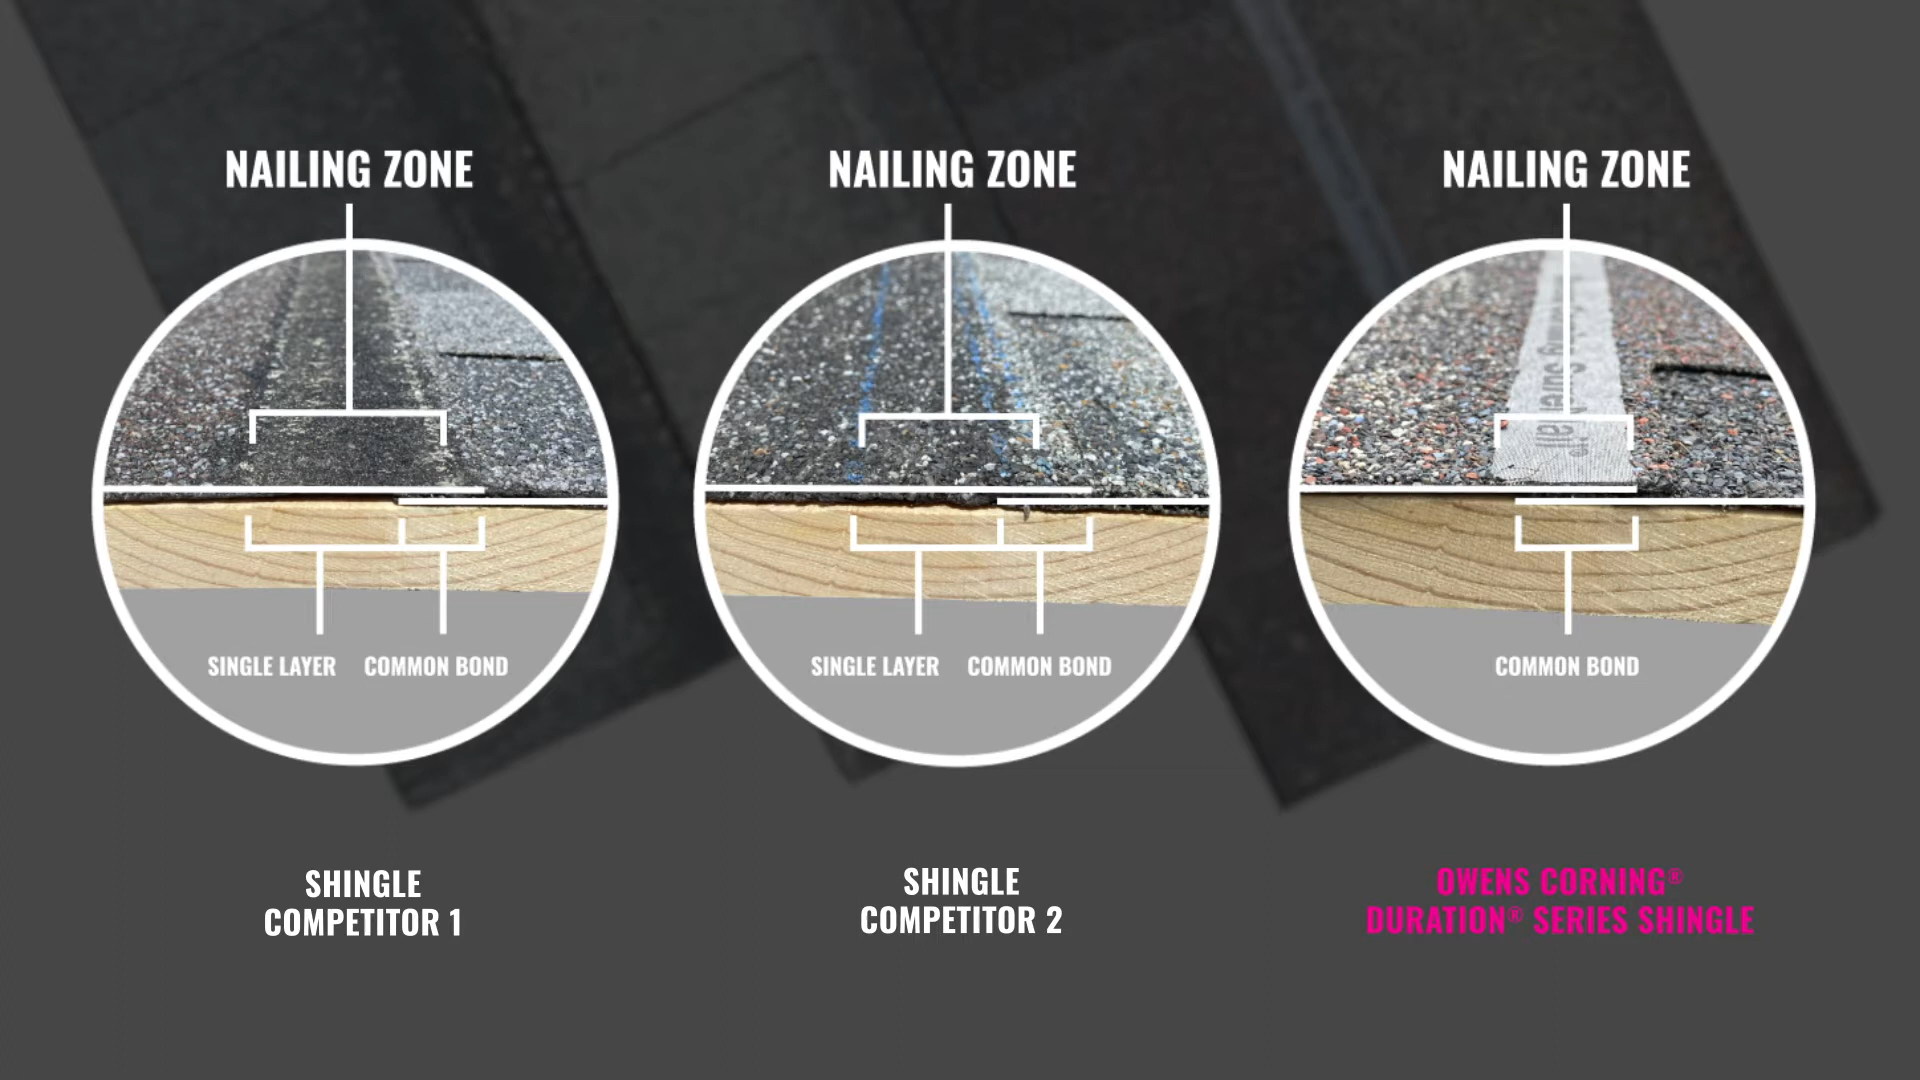 NAILING ZONE
NAILING ZONE
NAILING ZONE
SINGLE LAYER
COMMON BOND
SINGLE LAYER
COMMON BOND
COMMON BOND
SHINGLE
COMPETITOR 1
SHINGLE
COMPETITOR 2
OWENS CORNING®
DURATION® SERIES SHINGLE